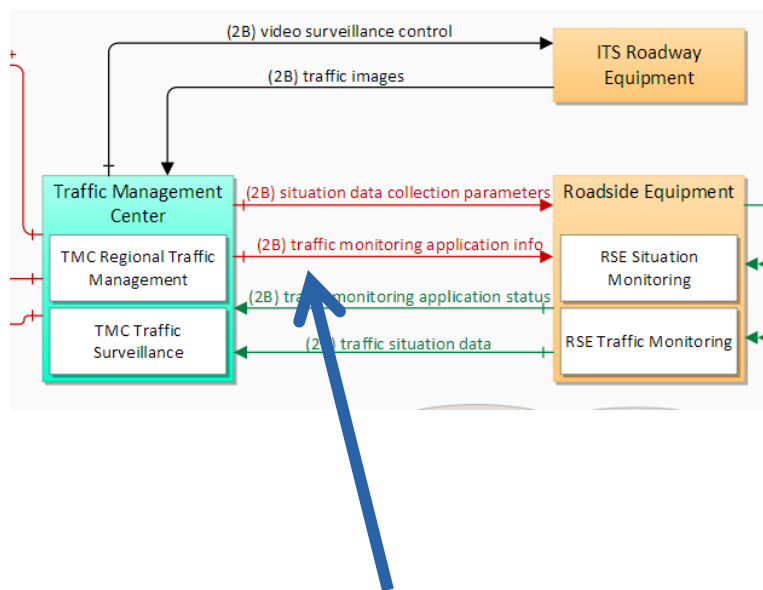 (2B) video surveillance control
ITS Roadway
Equipment
(2B) traffic images
Traffic Management
Center
(2B) situation data collection parameters
Roadside Equipment
TMC Regional Traffic
Management
(2B) traffic monitoring application info
RSE Situation
Monitoring
(2B) monitoring application status
TMC Traffic
Surveillance
traffic situation data
RSE Traffic Monitoring